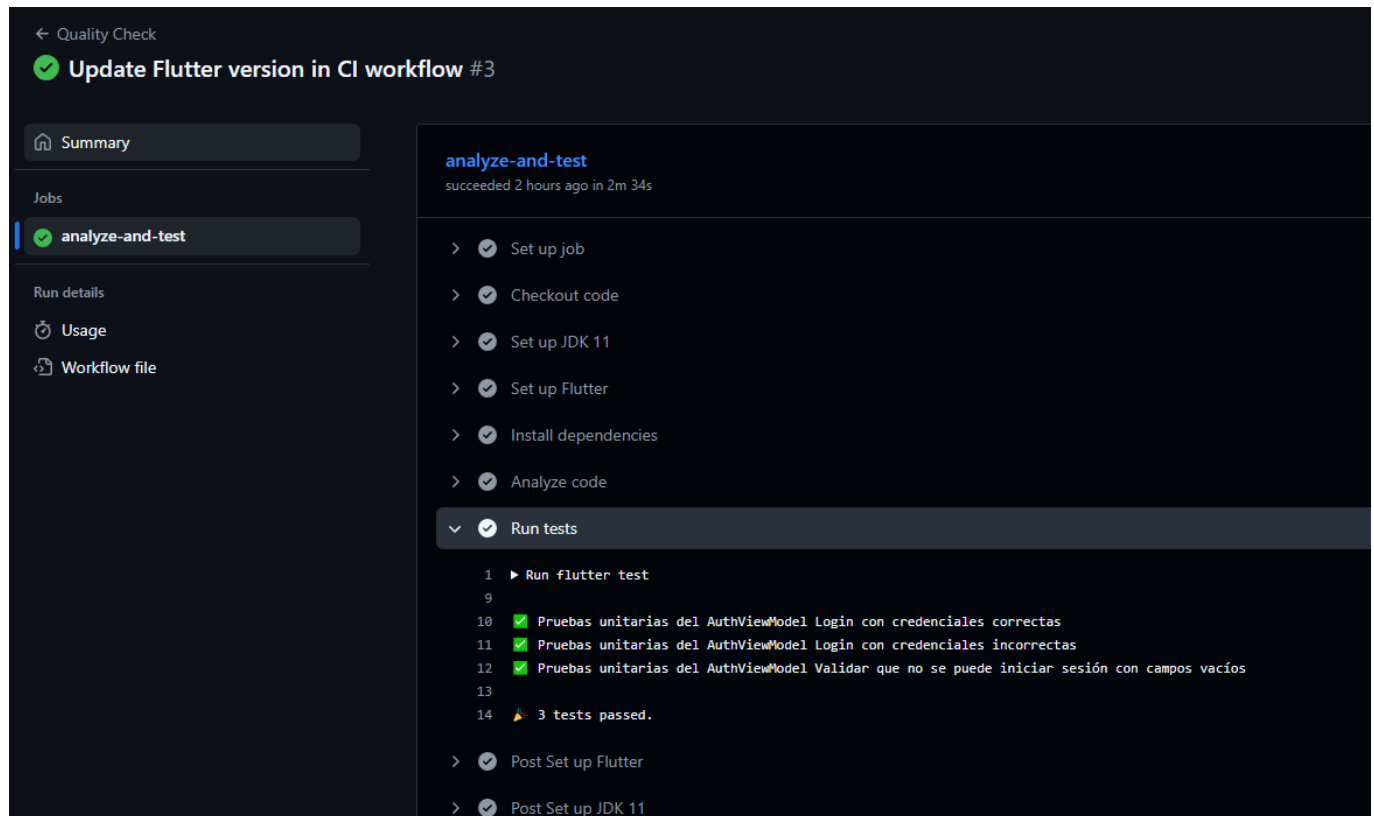 Quality Check
Update Flutter version in CI workflow #3
Summary
Jobs
analyze-and-test
Run details
Usage
Workflow file
analyze-and-test
succeeded 2 hours ago in 2m 34s
Set up job
Checkout code
Set up JDK 11
Set up Flutter
Install dependencies
Analyze code
Run tests
1 ▶ Run flutter test
9
10 ✅ Pruebas unitarias del AuthViewModel Login con credenciales correctas
11 ✅ Pruebas unitarias del AuthViewModel Login con credenciales incorrectas
12 ✅ Pruebas unitarias del AuthViewModel Validar que no se puede iniciar sesión con campos vacíos
13
14 🎉 3 tests passed.
Post Set up Flutter
Post Set up JDK 11